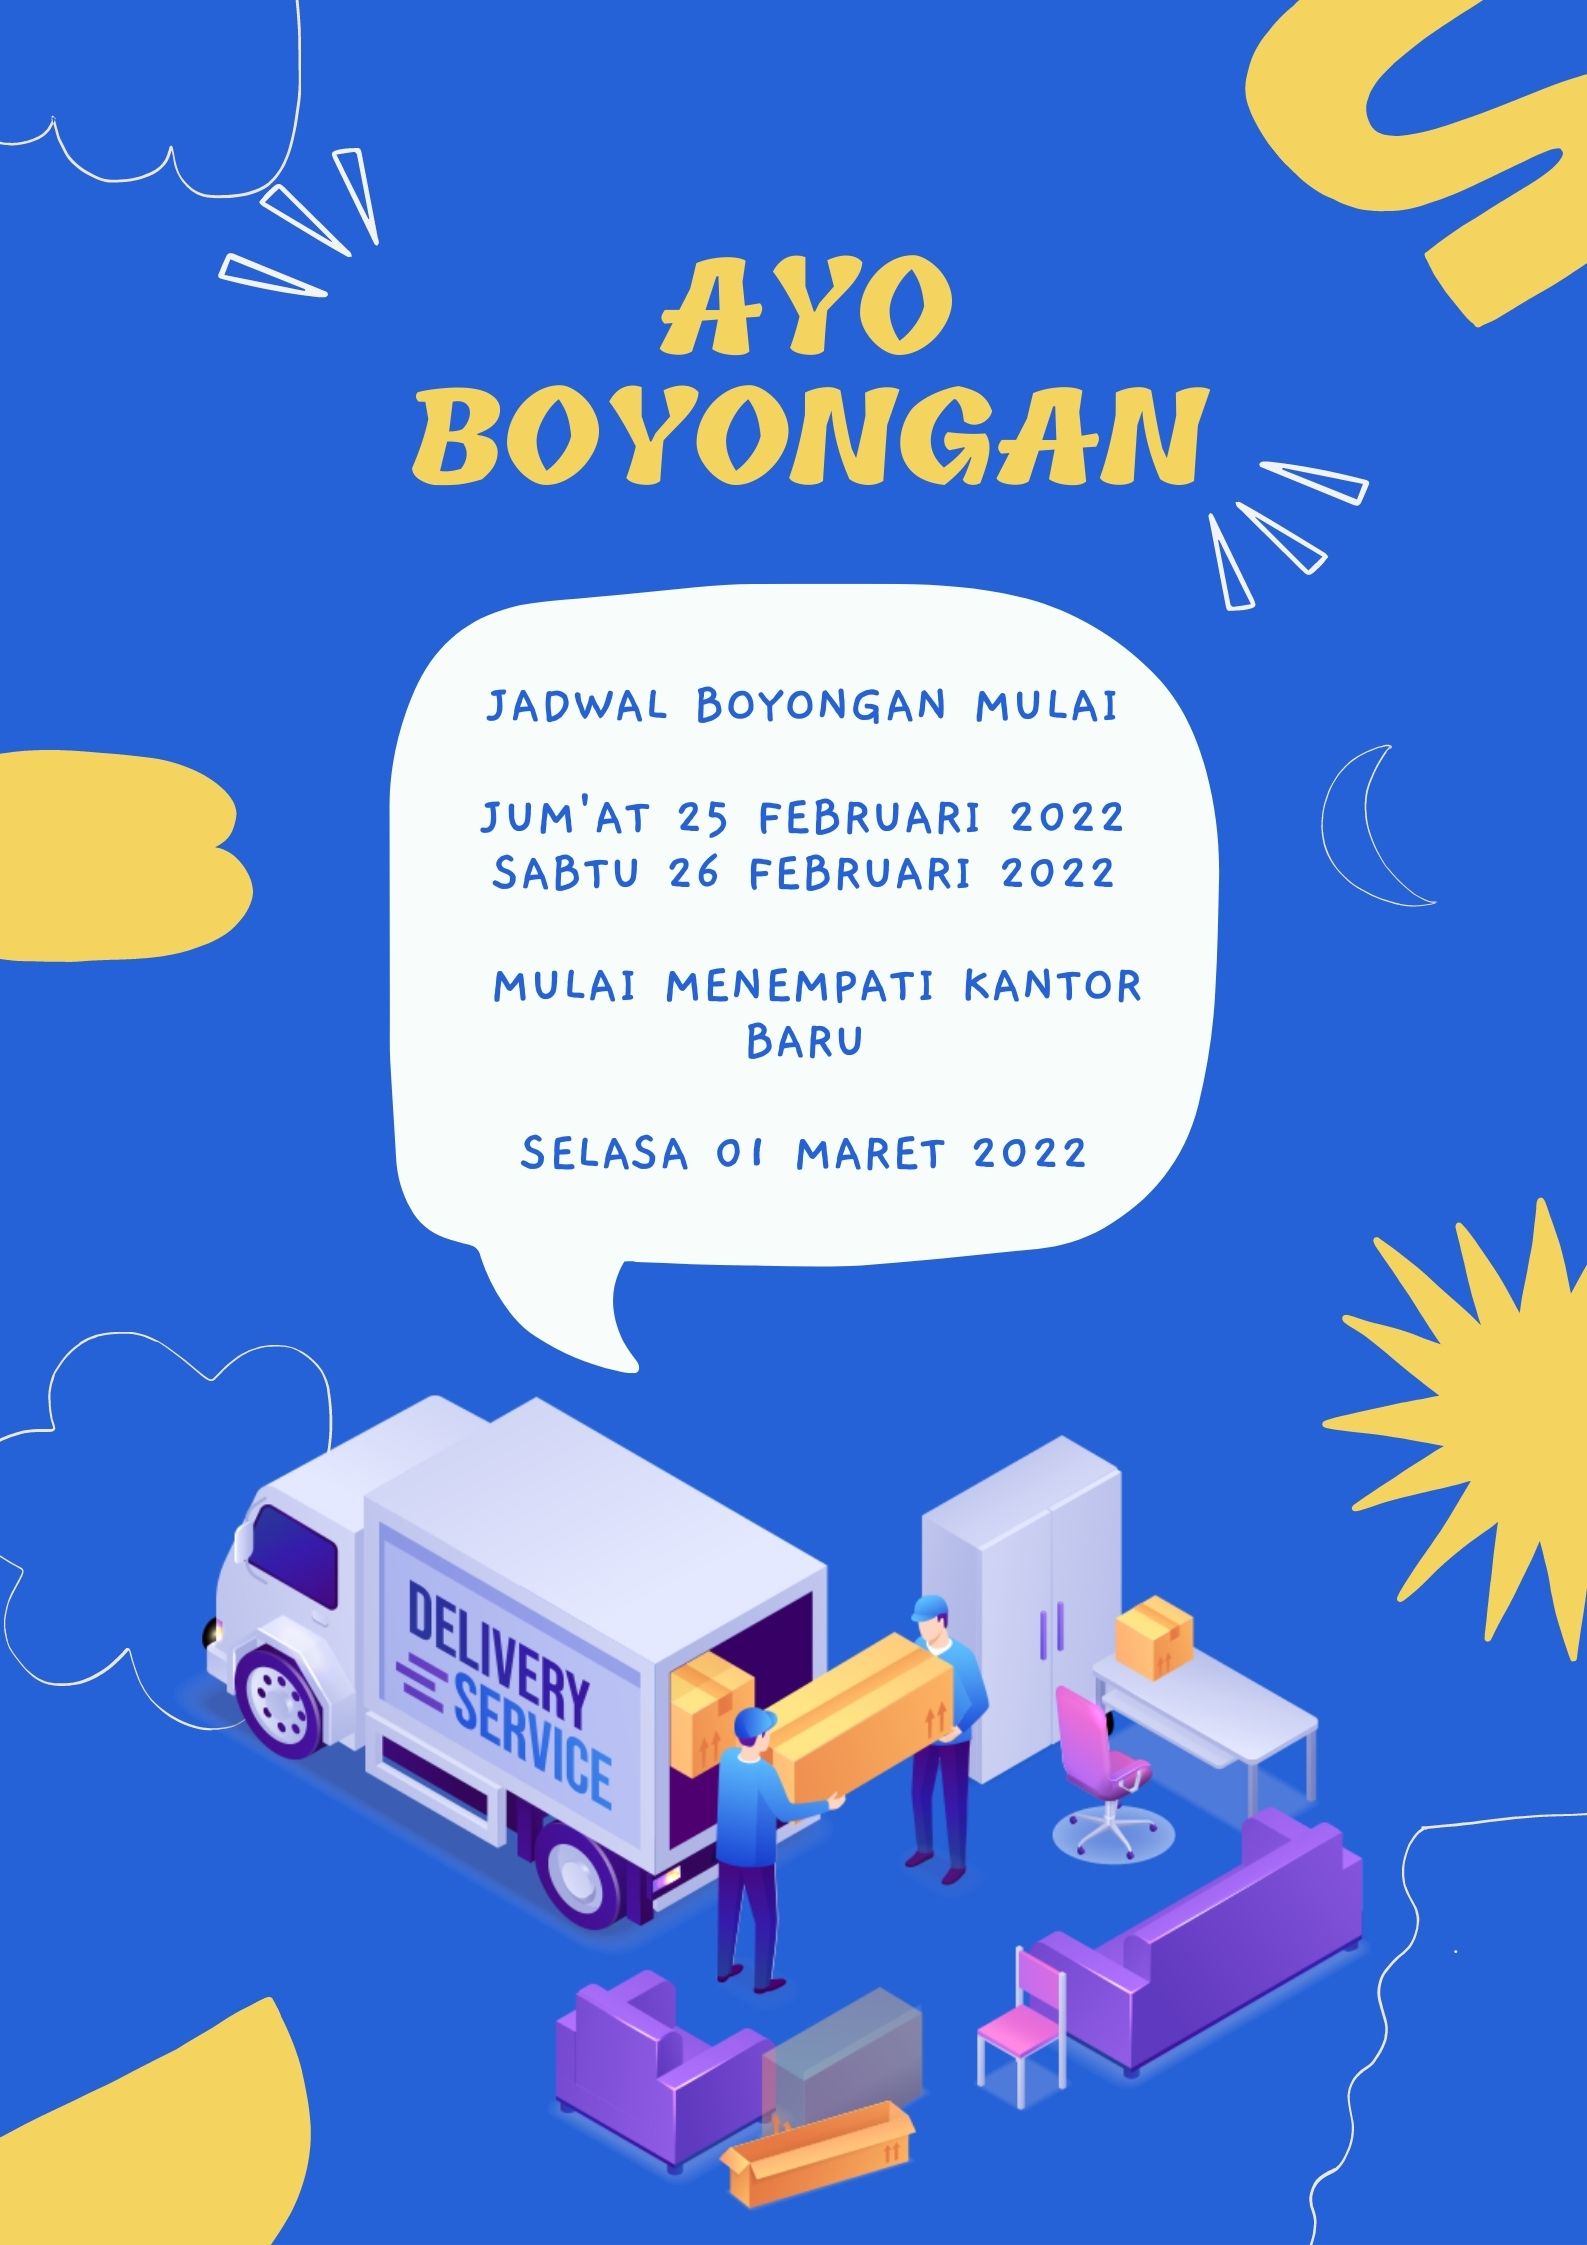 AYO
BOYONGAN
JADWAL BOYONGAN MULAI
JUM'AT 25 FEBRUARI 2022
SABTU 26 FEBRUARI 2022
MULAI MENEMPATI KANTOR
BARU
SELASA 01 MARET 2022
DELIVERY
SERVICE